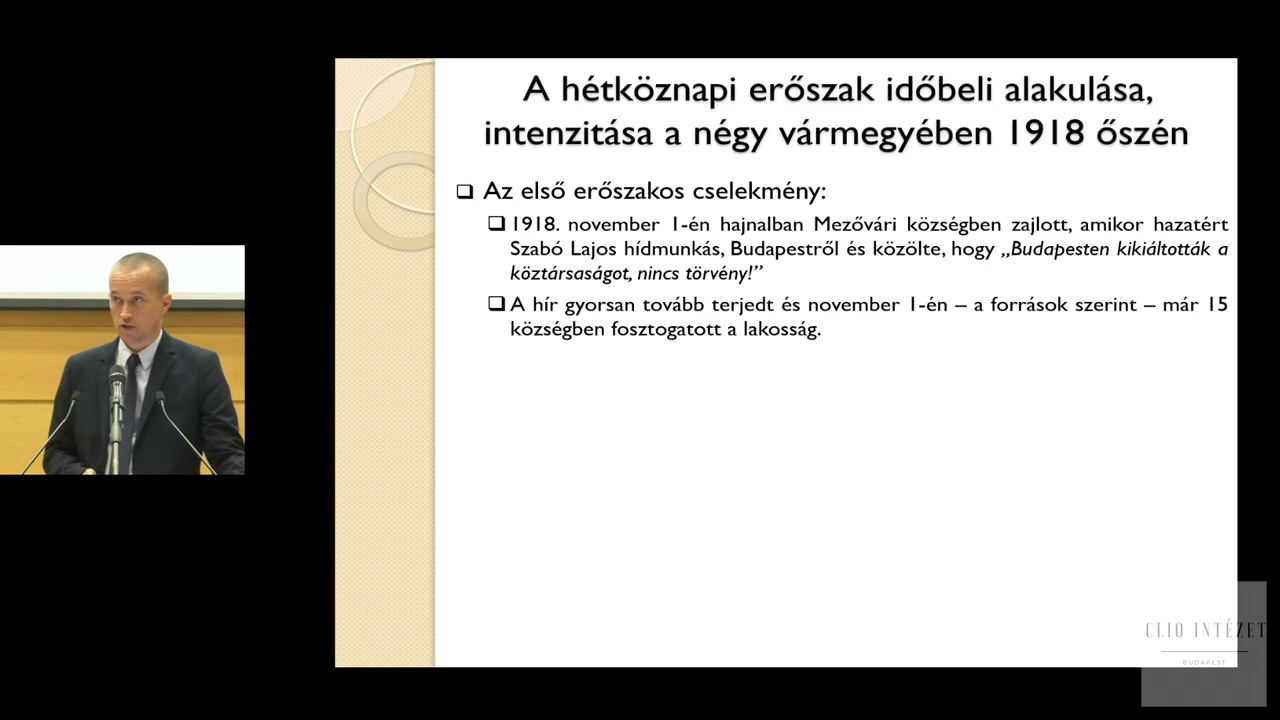 A hétköznapi erőszak időbeli alakulása,
intenzitása a négy vármegyében 1918 őszén
Az első erőszakos cselekmény:
1918. november 1-én hajnalban Mezővári községben zajlott, amikor hazatért
Szabó Lajos hídmunkás, Budapestről és közölte, hogy „Budapesten kikiáltották a
köztársaságot, nincs törvény!”
A hír gyorsan tovább terjedt és november 1-én – a források szerint – már 15
községben fosztogatott a lakosság.
CLIO INTÉZET
BUDAPEST